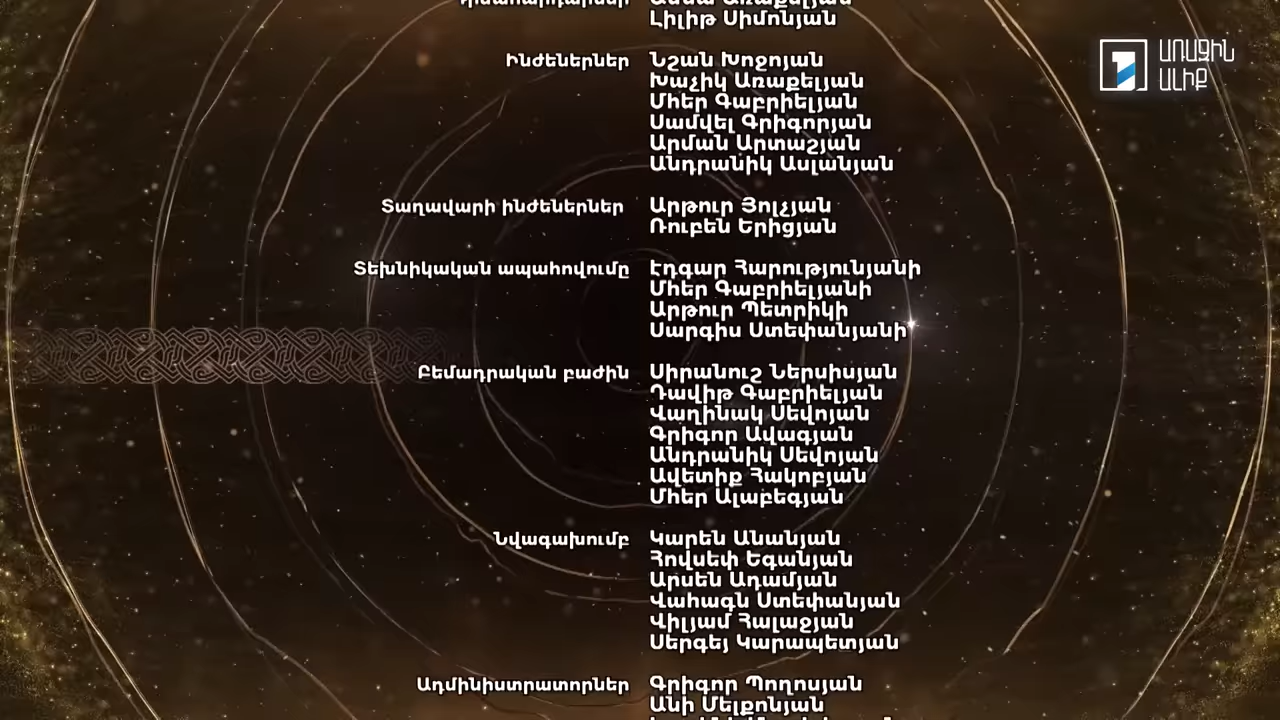 Լիլիթ Սիմոնյան
ԱՌԱՋԻՆ
ԱԼԻՔ
Ինժեներներ Նշան Խոջոյան
Խաչիկ Առաքելյան
Մհեր Գաբրիելյան
Սամվել Գրիգորյան
Արման Արտաշյան
Անդրանիկ Ասլանյան
Տաղավարի ինժեներներ Արթուր Յոլչյան
Ռուբեն Երիցյան
Տեխնիկական ապահովումը Էդգար Հարությունյանի
Մհեր Գաբրիելյանի
Արթուր Պետրիկի
Սարգիս Ստեփանյանի
Բեմադրական բաժին Սիրանուշ Ներսիսյան
Դավիթ Գաբրիելյան
Վաղինակ Սեվոյան
Գրիգոր Ավագյան
Անդրանիկ Սեվոյան
Ավետիք Հակոբյան
Մհեր Ալաբեգյան
Նվագախումբ Կարեն Անանյան
Հովսեփ Եգանյան
Արսեն Ադամյան
Վահագն Ստեփանյան
Վիլյամ Հալաջյան
Սերգեյ Կարապետյան
Ադմինիստրատորներ Գրիգոր Պողոսյան
Անի Մելքոնյան